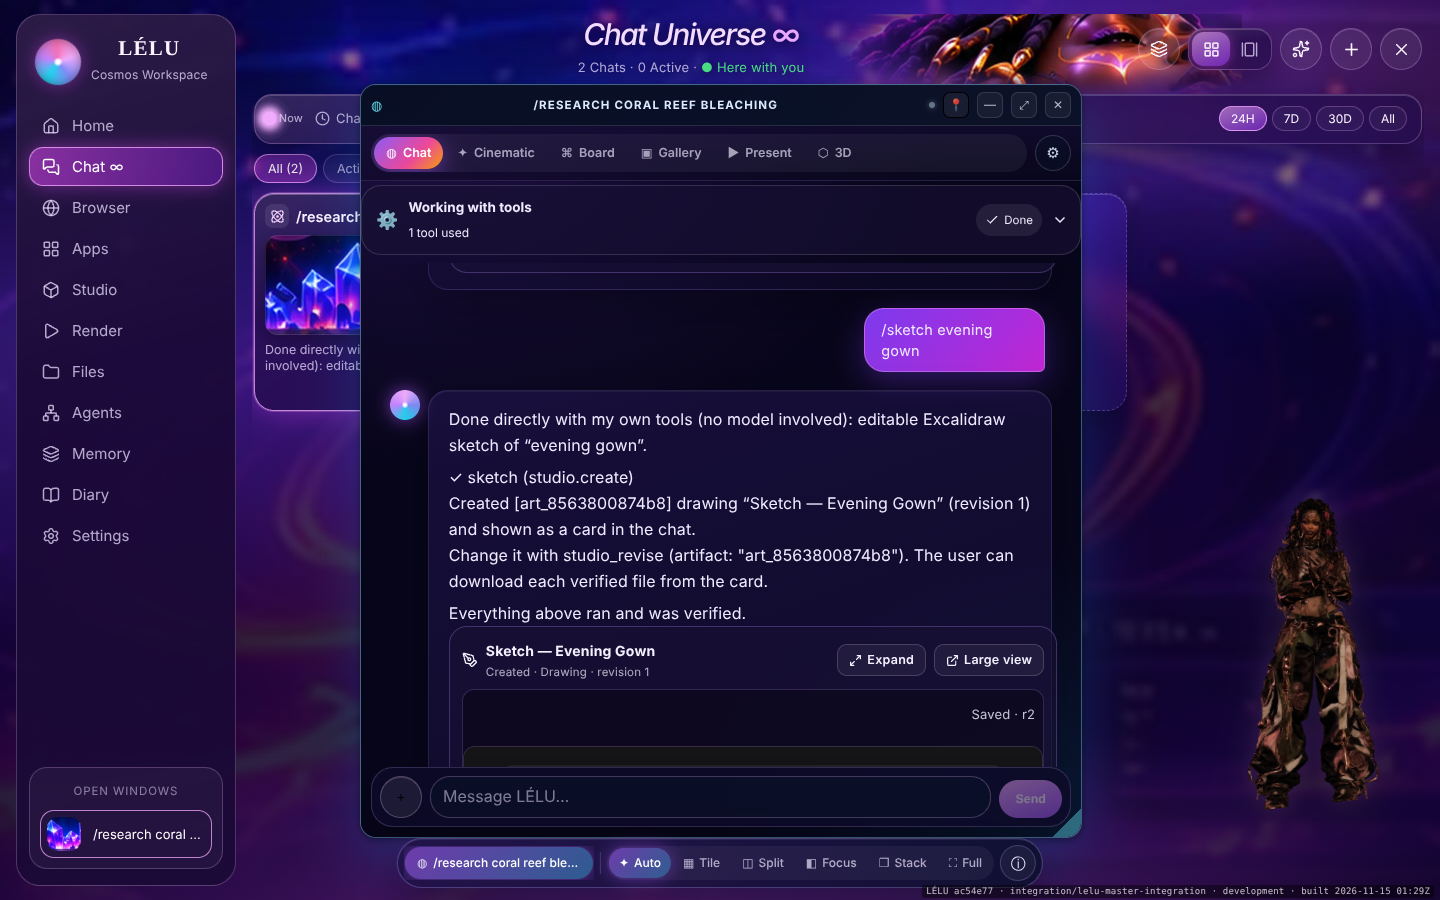 LÉLU
Cosmos Workspace
Home
Chat ∞
Browser
Apps
Studio
Render
Files
Agents
Memory
Diary
Settings
OPEN WINDOWS
/research coral ...
Chat Universe ∞
2 Chats · 0 Active · Here with you
Now
Cha
24H
7D
30D
All
All (2)
Acti
/research
Done directly wi
involved): editab
/RESEARCH CORAL REEF BLEACHING
Chat
Cinematic
Board
Gallery
Present
3D
Working with tools
1 tool used
Done
/sketch evening
gown
Done directly with my own tools (no model involved): editable Excalidraw
sketch of “evening gown”.
✓ sketch (studio.create)
Created [art_8563800874b8] drawing “Sketch — Evening Gown” (revision 1)
and shown as a card in the chat.
Change it with studio_revise (artifact: "art_8563800874b8"). The user can
download each verified file from the card.
Everything above ran and was verified.
Sketch — Evening Gown
Created · Drawing · revision 1
Expand
Large view
Saved · r2
Message LÉLU...
Send
/research coral reef ble...
Auto
Tile
Split
Focus
Stack
Full
LÉLU ac54e77 · integration/lelu-master-integration · development · built 2026-11-15 01:29Z